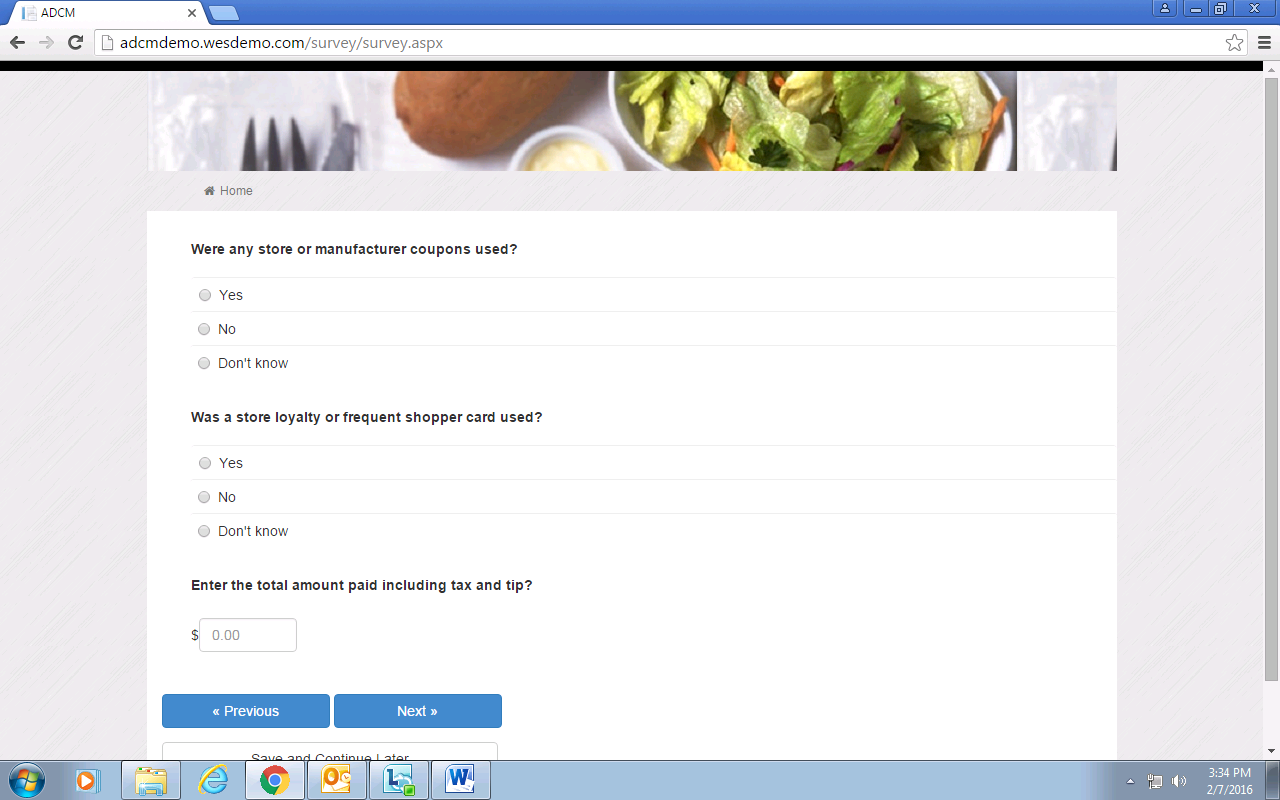 ADCM
adcmdemo.wesdemo.com/survey/survey.aspx
Home
Were any store or manufacturer coupons used?
Yes
No
Don't know
Was a store loyalty or frequent shopper card used?
Yes
No
Don't know
Enter the total amount paid including tax and tip?
$ 0.00
« Previous
Next »
Save and Continue Later
3:34 PM
2/7/2016